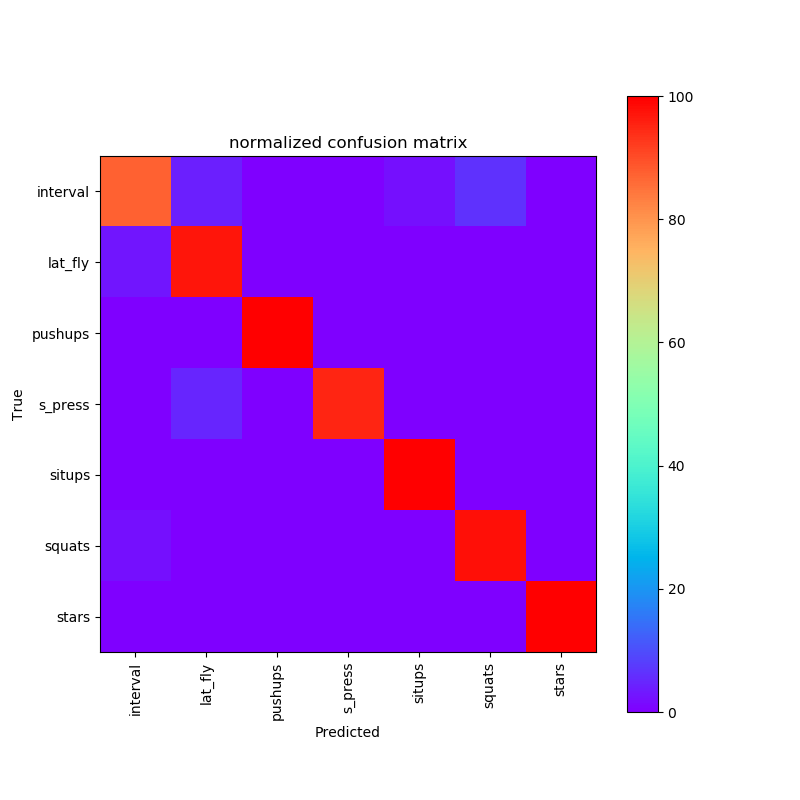 normalized confusion matrix
True
interval
lat_fly
pushups
s_press
situps
squats
stars
interval
lat_fly
pushups
s_press
situps
squats
stars
Predicted
100
80
60
40
20
0